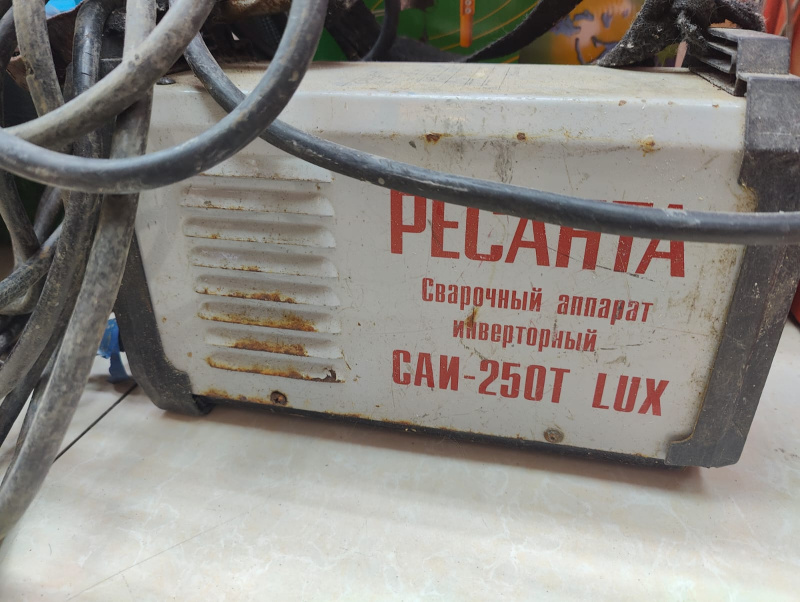 РЕСАНТА
Сварочный аппарат
инверторный
САИ-250Т LUX